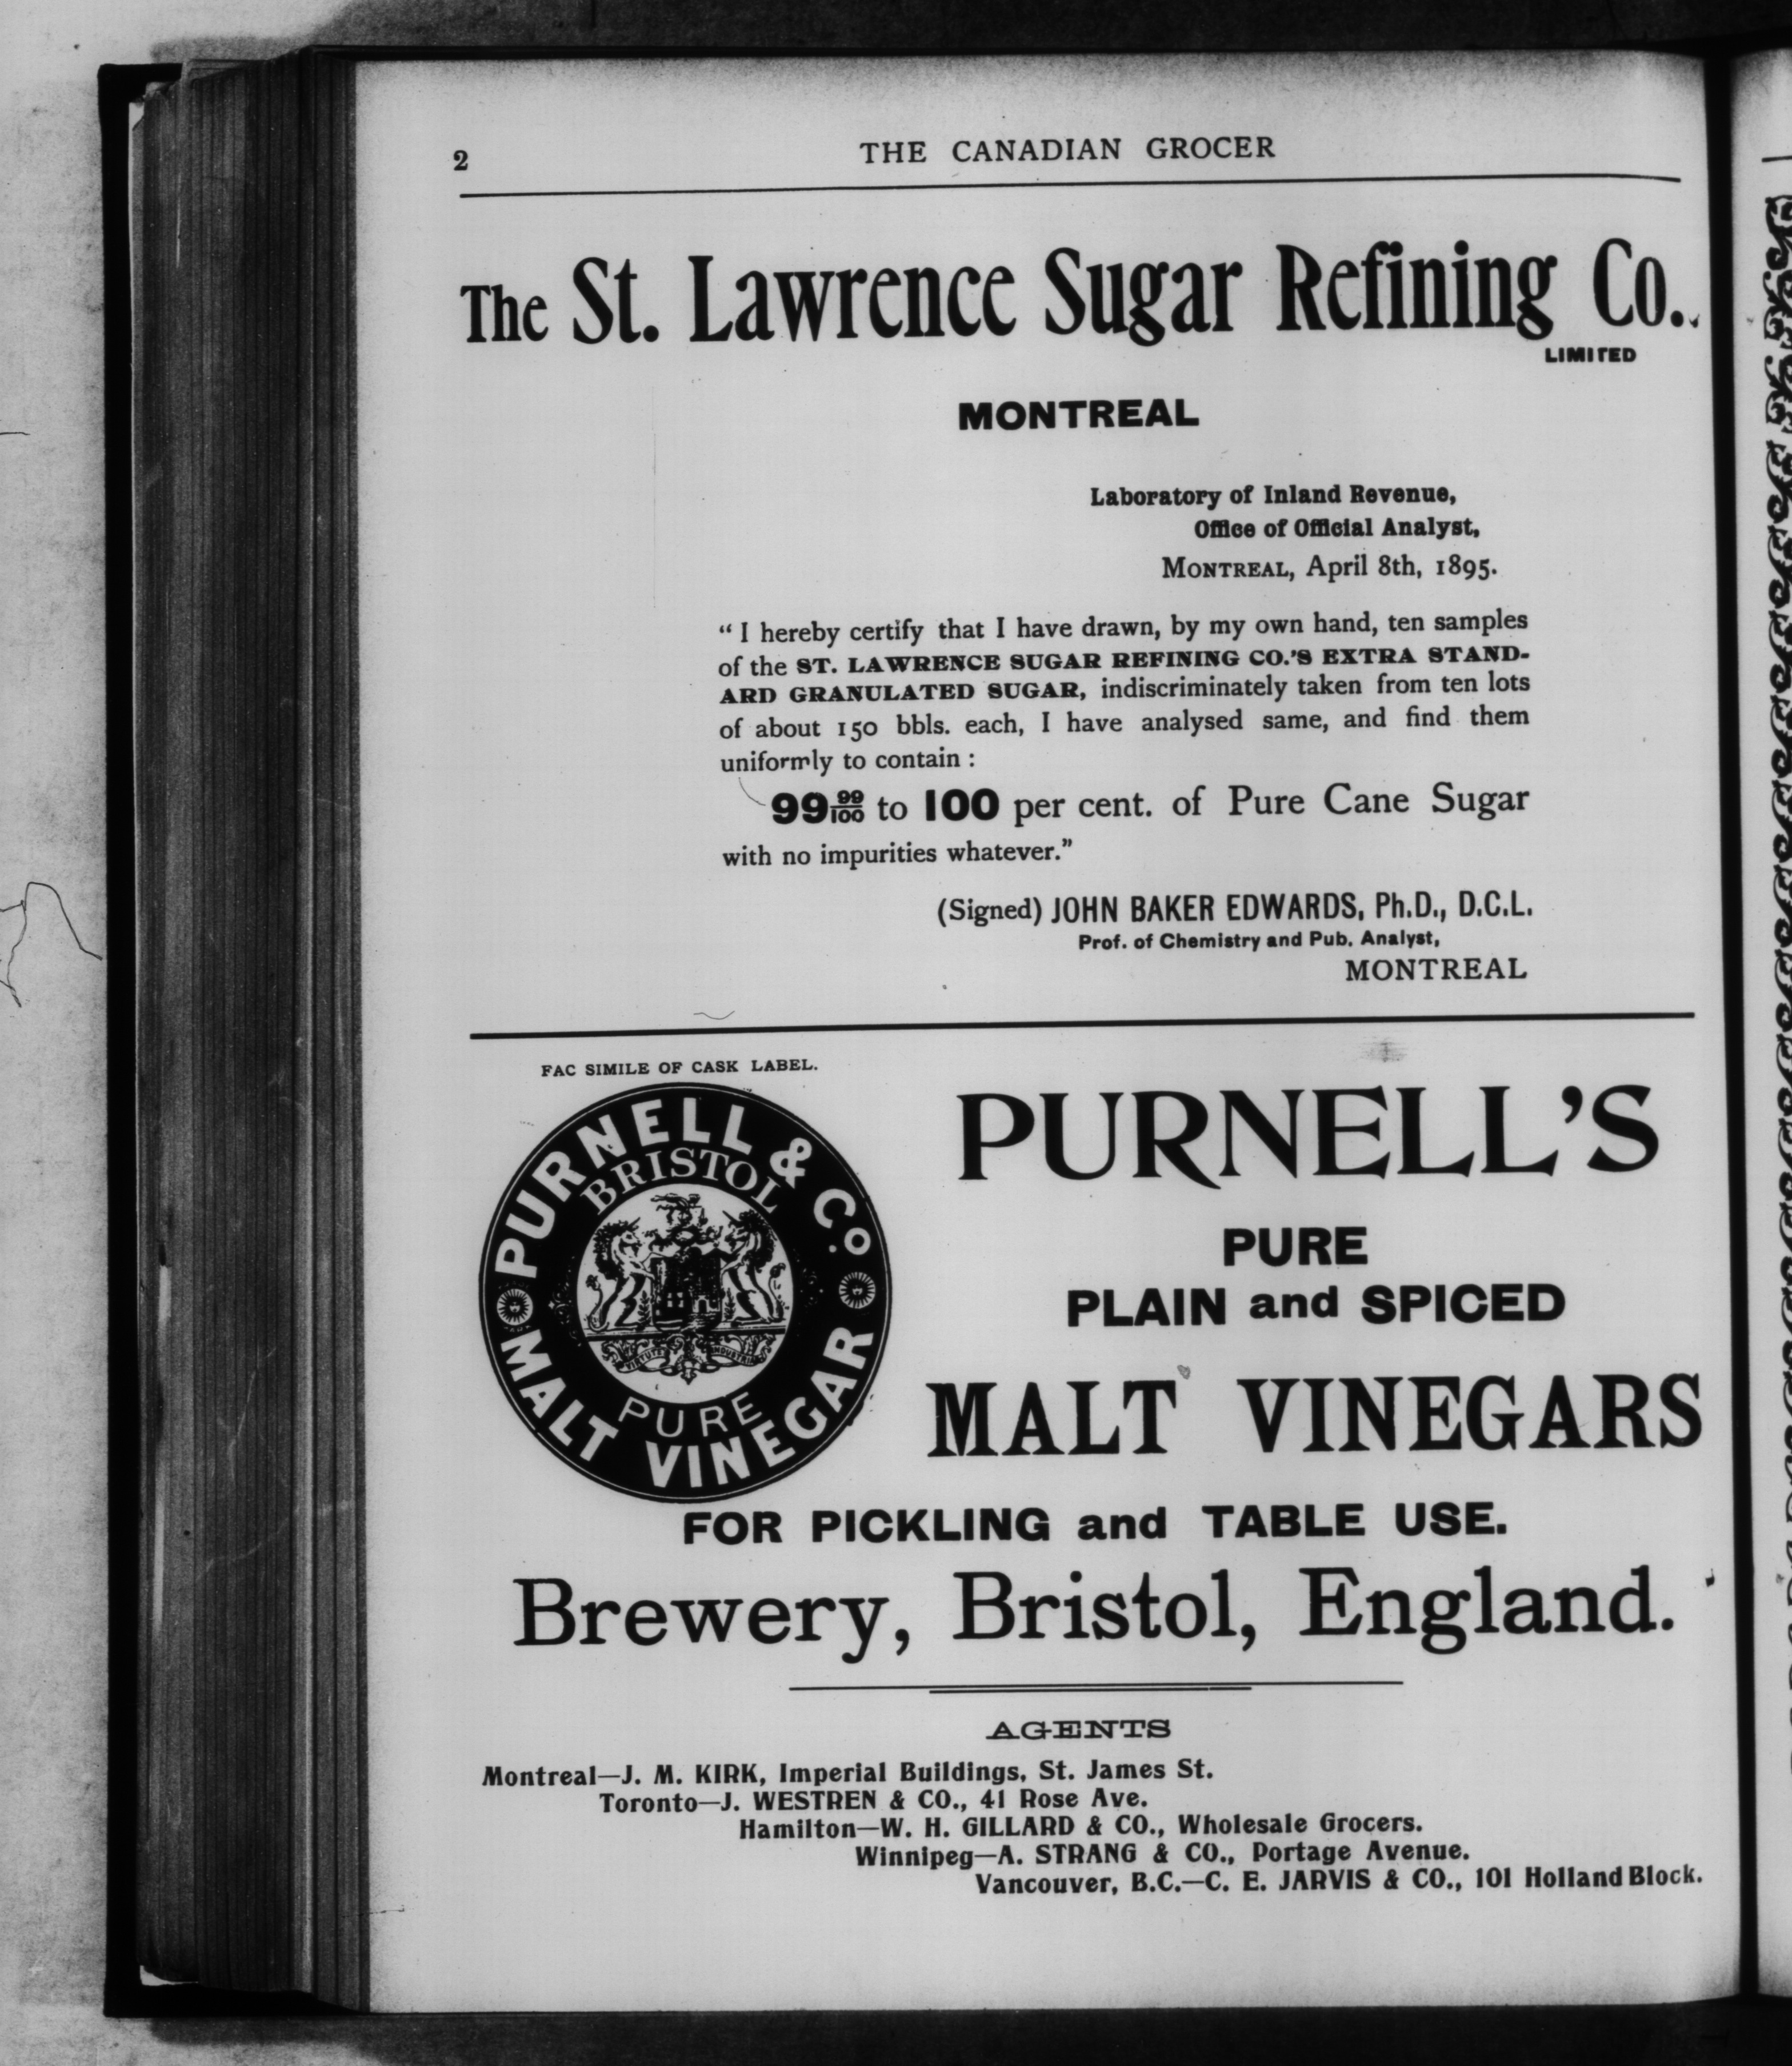 2
THE CANADIAN GROCER
The St. Lawrence Sugar Refining Co.,
LIMITED
MONTREAL
Laboratory of Inland Revenue,
Office of Official Analyst,
MONTREAL, April 8th, 1895.
“ I hereby certify that I have drawn, by my own hand, ten samples
of the ST. LAWRENCE SUGAR REFINING CO.'S EXTRA STAND-
ARD GRANULATED SUGAR, indiscriminately taken from ten lots
of about 150 bbls. each, I have analysed same, and find them
uniformly to contain :
99 99/100 to 100 per cent. of Pure Cane Sugar
with no impurities whatever.”
(Signed) JOHN BAKER EDWARDS, Ph.D., D.C.L.
Prof. of Chemistry and Pub. Analyst,
MONTREAL
FAC SIMILE OF CASK LABEL.
PURNELL & Co
BRISTOL
VIRTUTE INDUSTRIA
PURE
MALT VINEGAR
PURNELL’S
PURE
PLAIN and SPICED
MALT VINEGARS
FOR PICKLING and TABLE USE.
Brewery, Bristol, England.
AGENTS
Montreal—J. M. KIRK, Imperial Buildings, St. James St.
Toronto—J. WESTREN & CO., 41 Rose Ave.
Hamilton—W. H. GILLARD & CO., Wholesale Grocers.
Winnipeg—A. STRANG & CO., Portage Avenue.
Vancouver, B.C.—C. E. JARVIS & CO., 101 Holland Block.